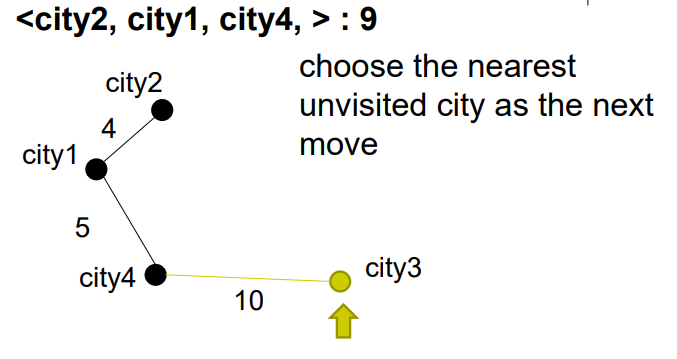 <city2, city1, city4, > : 9
choose the nearest
unvisited city as the next
move
city2
4
city1
5
city4
10
city3